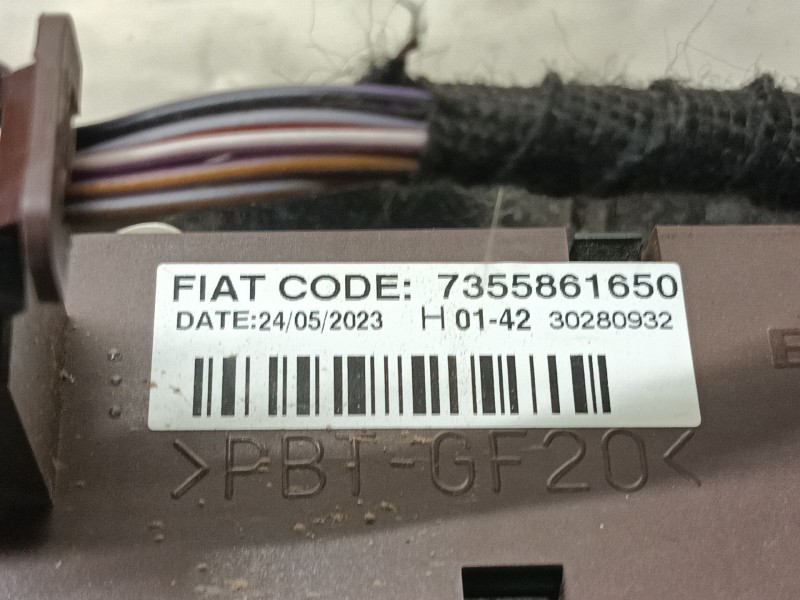 FIAT CODE: 7355861650
DATE:24/05/2023 H 01-42 30280932
>PBT-GF20<